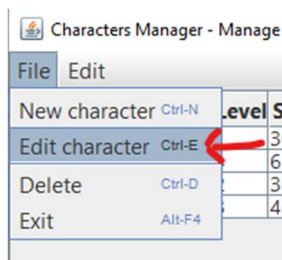 Characters Manager - Manage
File Edit
New character Ctrl-N
Level S
Edit character Ctrl-E
3
6
Delete Ctrl-D
3
Exit Alt-F4
4